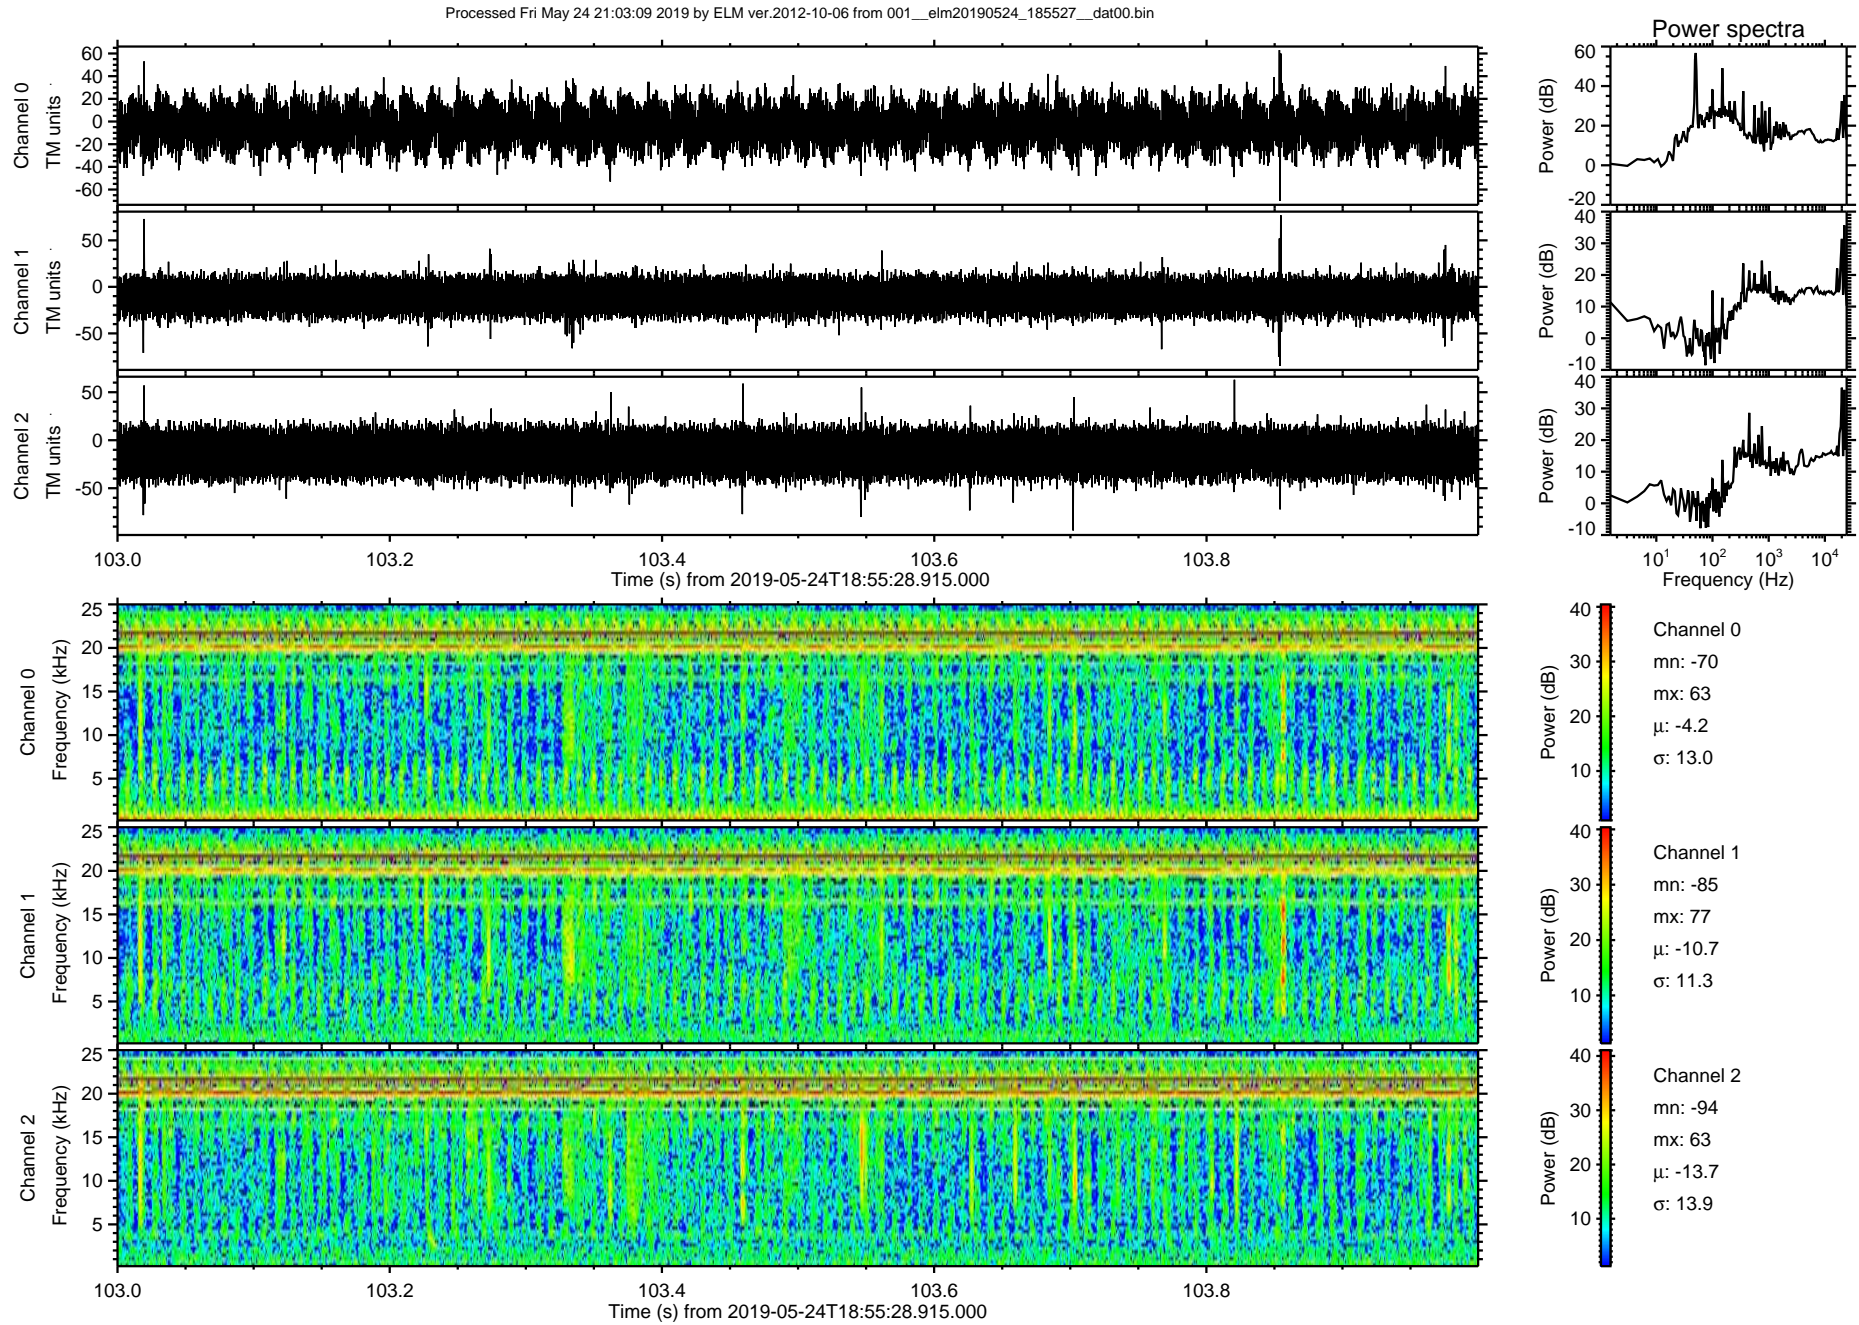 Processed Fri May 24 21:03:09 2019 by ELM ver.2012-10-06 from 001__elm20190524_185527__dat00.bin
Power spectra
Channel 0
TM units
60
40
20
0
-20
-40
-60
Power (dB)
60
40
20
0
-20
Channel 1
TM units
50
0
-50
Power (dB)
40
30
20
10
0
-10
Channel 2
TM units
50
0
-50
Power (dB)
40
30
20
10
0
-10
103.0 103.2 103.4 103.6 103.8
Time (s) from 2019-05-24T18:55:28.915.000
10¹ 10² 10³ 10⁴
Frequency (Hz)
Channel 0
Frequency (kHz)
25
20
15
10
5
Power (dB)
40
30
20
10
Channel 0
mn: -70
mx: 63
μ: -4.2
σ: 13.0
Channel 1
Frequency (kHz)
25
20
15
10
5
Power (dB)
40
30
20
10
Channel 1
mn: -85
mx: 77
μ: -10.7
σ: 11.3
Channel 2
Frequency (kHz)
25
20
15
10
5
Power (dB)
40
30
20
10
Channel 2
mn: -94
mx: 63
μ: -13.7
σ: 13.9
103.0 103.2 103.4 103.6 103.8
Time (s) from 2019-05-24T18:55:28.915.000